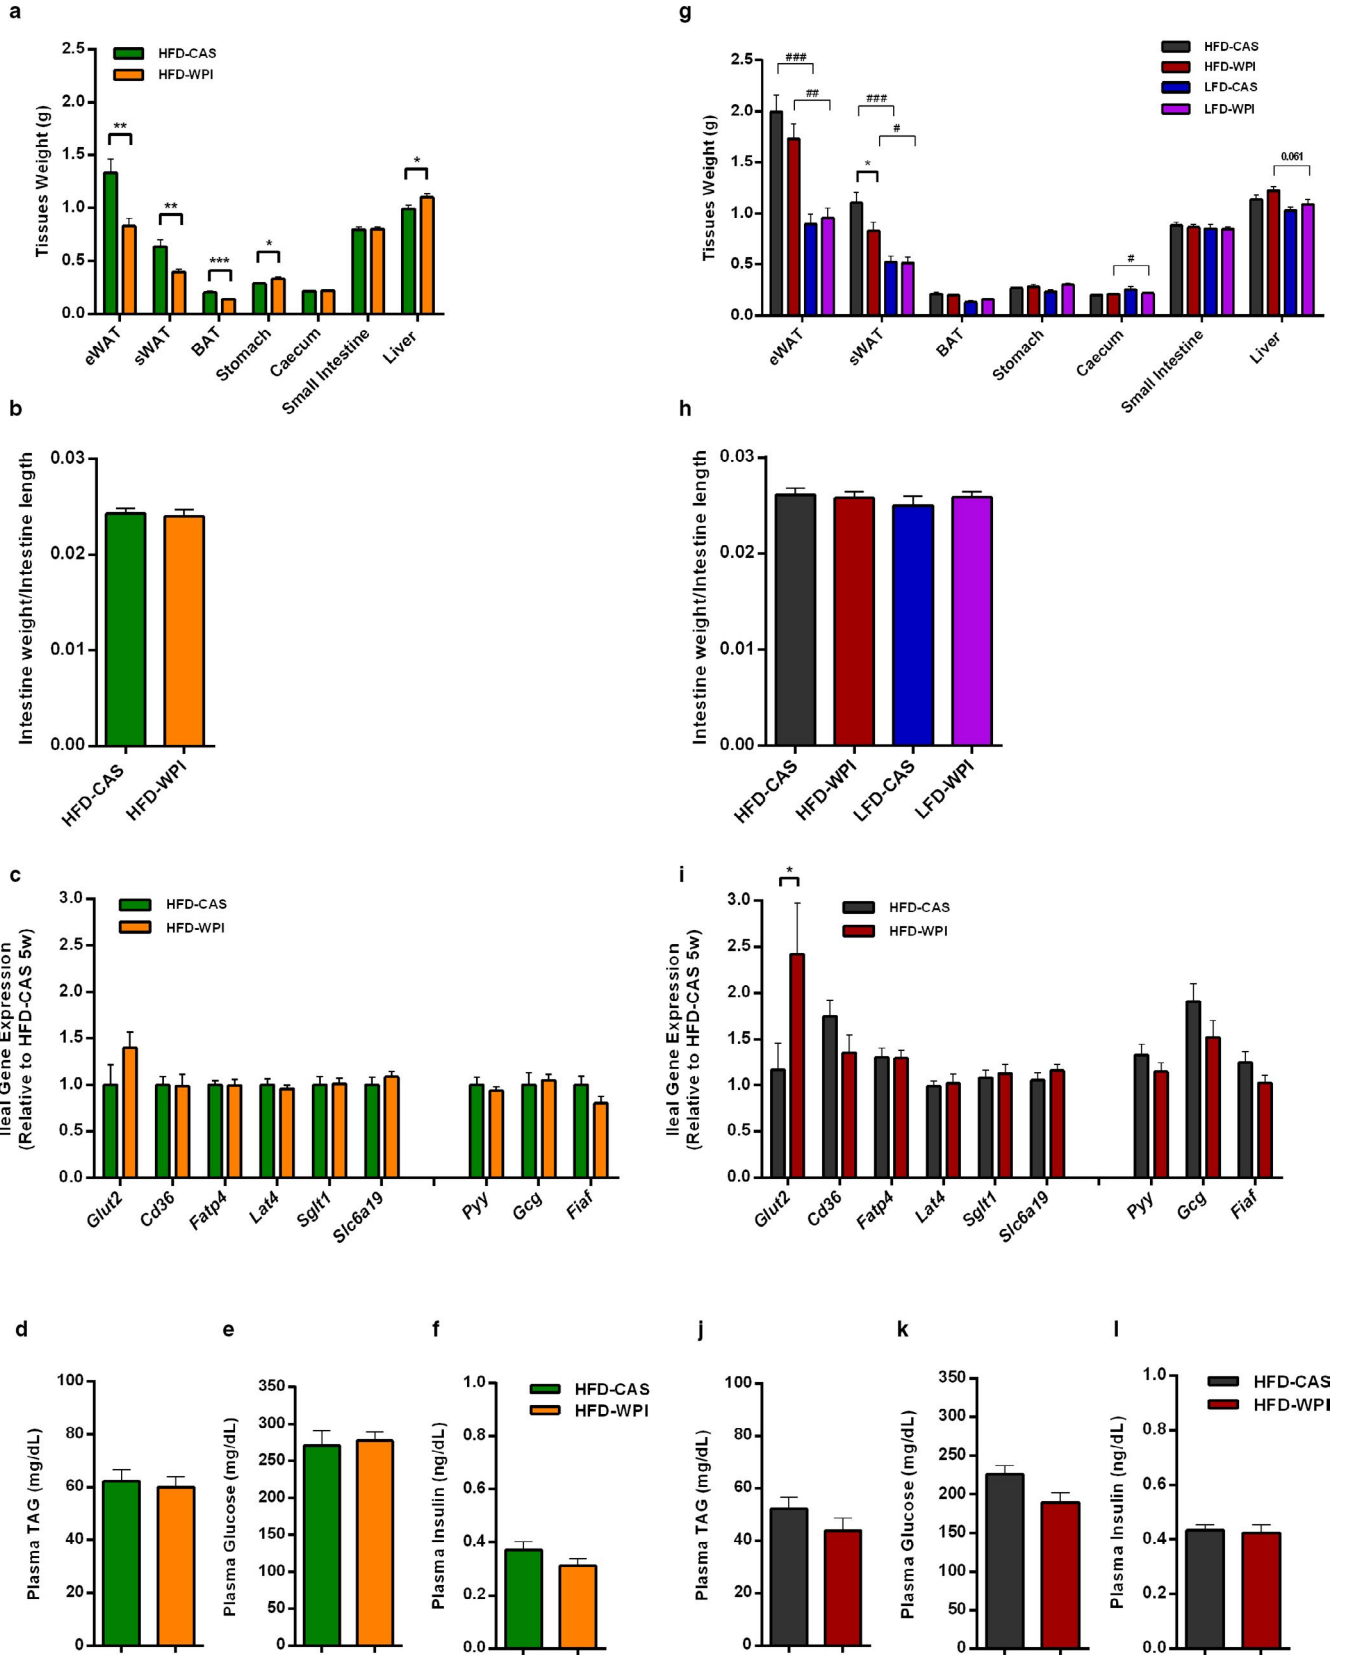 a
2.5
2.0
1.5
1.0
0.5
0.0
Tissues Weight (g)
HFD-CAS
HFD-WPI
**
**
***
*
*
eWAT
sWAT
BAT
Stomach
Caecum
Small Intestine
Liver
g
2.5
2.0
1.5
1.0
0.5
0.0
Tissues Weight (g)
HFD-CAS
HFD-WPI
LFD-CAS
LFD-WPI
###
##
###
#
*
#
0.061
eWAT
sWAT
BAT
Stomach
Caecum
Small Intestine
Liver
b
0.03
0.02
0.01
0.00
Intestine weight/Intestine length
HFD-CAS
HFD-WPI
h
0.03
0.02
0.01
0.00
Intestine weight/Intestine length
HFD-CAS
HFD-WPI
LFD-CAS
LFD-WPI
c
3.0
2.5
2.0
1.5
1.0
0.5
0.0
Ileal Gene Expression
(Relative to HFD-CAS 5w)
HFD-CAS
HFD-WPI
Glut2
Cd36
Fatp4
Lat4
Sglt1
Slc6a19
Pyy
Gcg
Fiaf
i
3.0
2.5
2.0
1.5
1.0
0.5
0.0
Ileal Gene Expression
(Relative to HFD-CAS 5w)
*
HFD-CAS
HFD-WPI
Glut2
Cd36
Fatp4
Lat4
Sglt1
Slc6a19
Pyy
Gcg
Fiaf
d
100
80
60
40
20
0
Plasma TAG (mg/dL)
e
350
300
250
200
150
100
50
0
Plasma Glucose (mg/dL)
f
1.0
0.8
0.6
0.4
0.2
0.0
Plasma Insulin (ng/dL)
HFD-CAS
HFD-WPI
j
100
80
60
40
20
0
Plasma TAG (mg/dL)
k
350
300
250
200
150
100
50
0
Plasma Glucose (mg/dL)
l
1.0
0.8
0.6
0.4
0.2
0.0
Plasma Insulin (ng/dL)
HFD-CAS
HFD-WPI